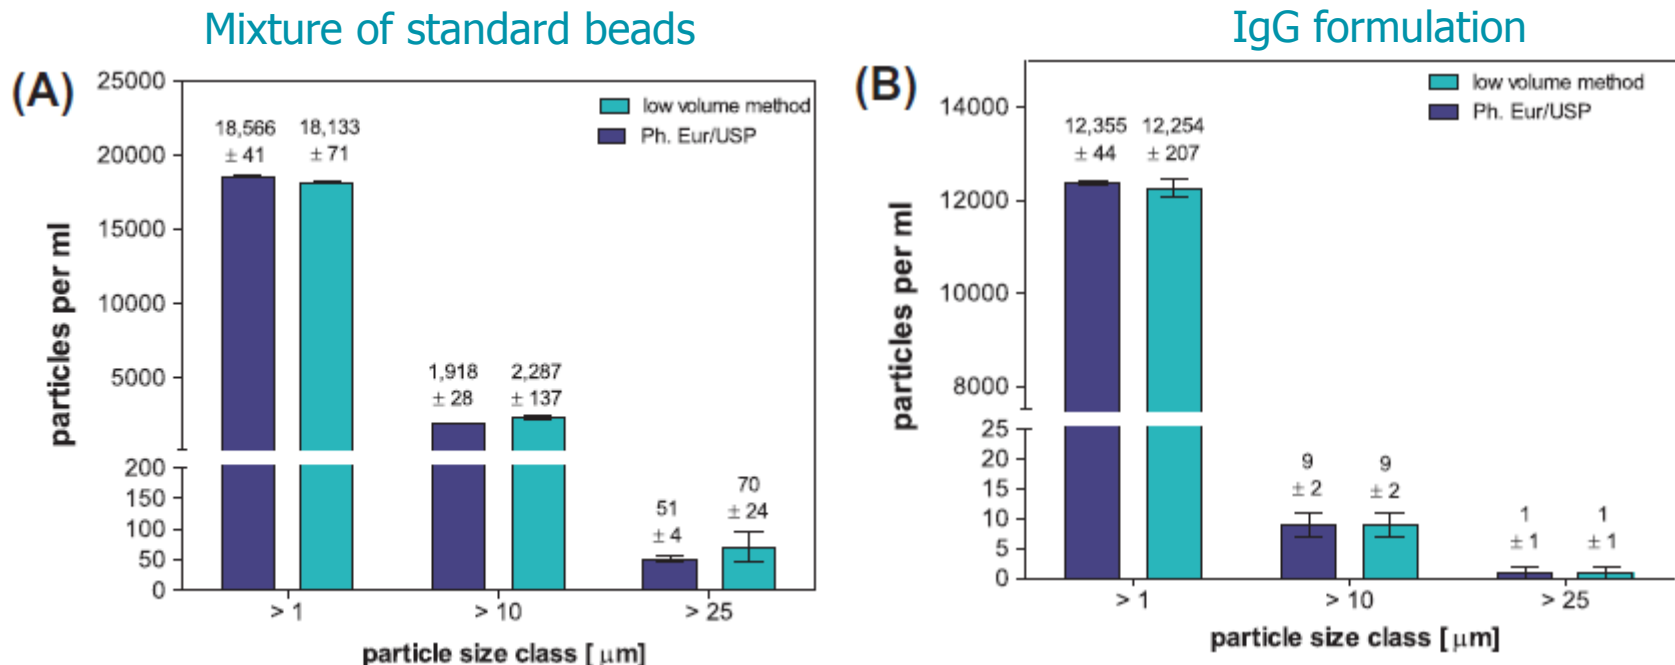 Mixture of standard beads
(A)
25000
20000
15000
10000
5000
200
150
100
50
0
particles per ml
low volume method
Ph. Eur/USP
18,566 18,133
± 41 ± 71
1,918 2,287
± 28 ± 137
51 70
± 4 ± 24
> 1 > 10 > 25
particle size class [ μm]
IgG formulation
(B)
14000
12000
10000
8000
25
20
15
10
5
0
particles per ml
low volume method
Ph. Eur/USP
12,355 12,254
± 44 ± 207
9 9
± 2 ± 2
1 1
± 1 ± 1
> 1 > 10 > 25
particle size class [ μm]